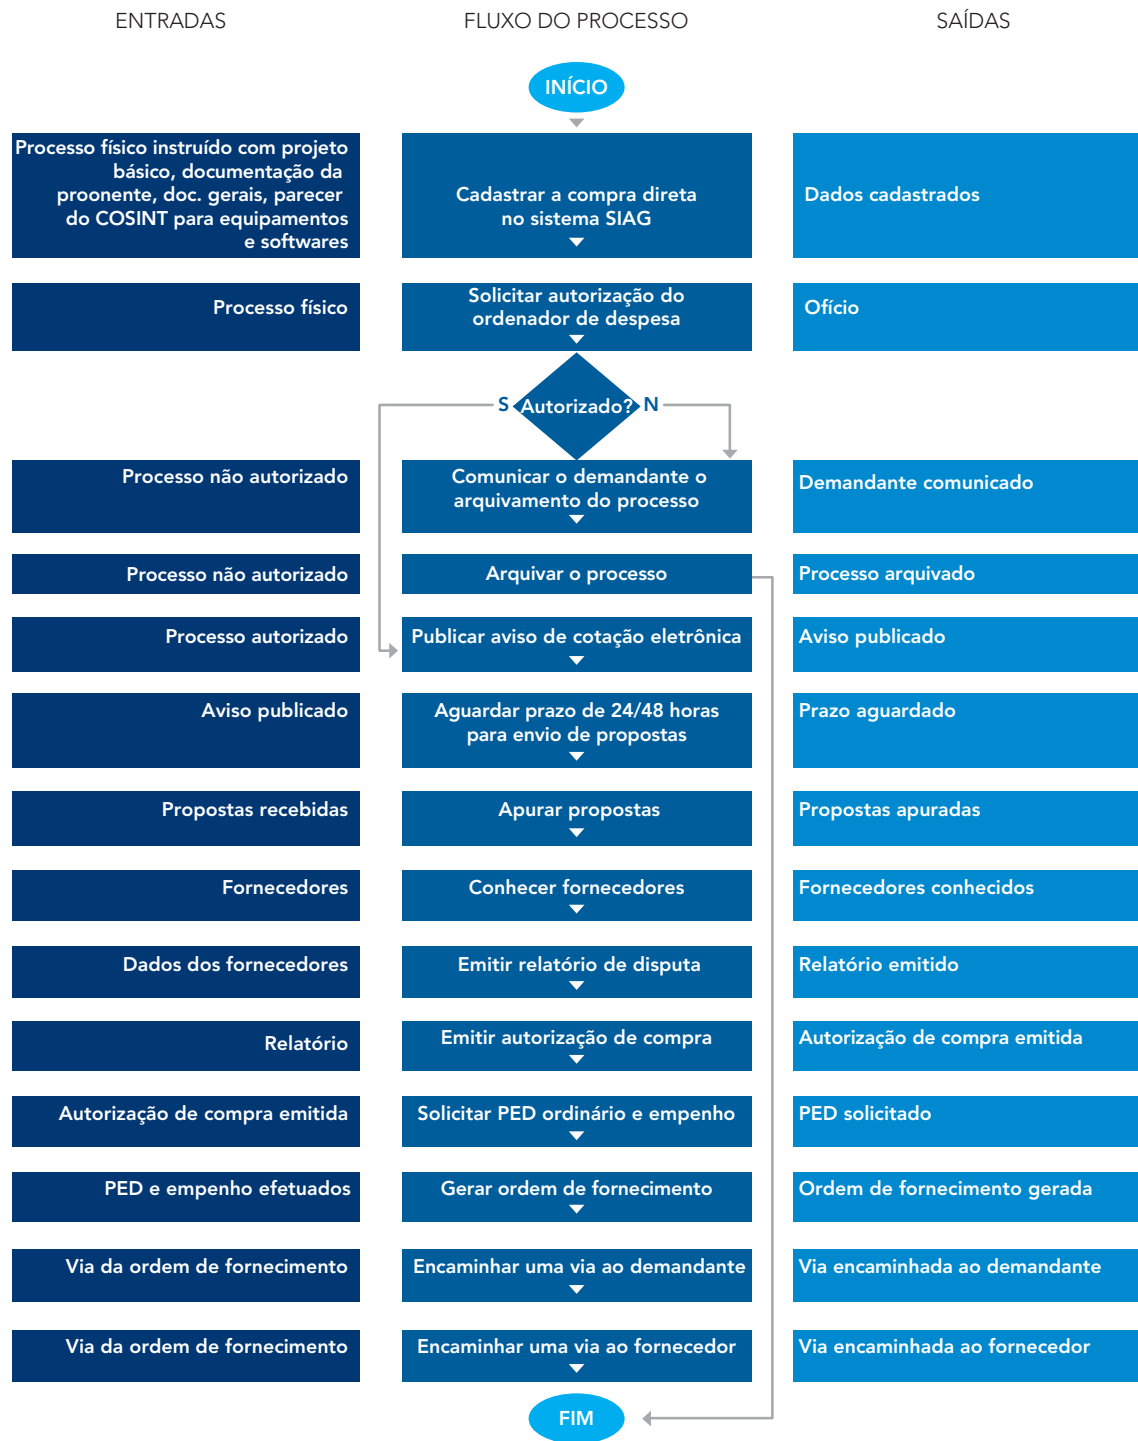 ENTRADAS
FLUXO DO PROCESSO
SAÍDAS
INÍCIO
Processo físico instruído com projeto
básico, documentação da
proonente, doc. gerais, parecer
do COSINT para equipamentos
e softwares
Cadastrar a compra direta
no sistema SIAG
Dados cadastrados
Processo físico
Solicitar autorização do
ordenador de despesa
Ofício
S
Autorizado?
N
Processo não autorizado
Comunicar o demandante o
arquivamento do processo
Demandante comunicado
Processo não autorizado
Arquivar o processo
Processo arquivado
Processo autorizado
Publicar aviso de cotação eletrônica
Aviso publicado
Aviso publicado
Aguardar prazo de 24/48 horas
para envio de propostas
Prazo aguardado
Propostas recebidas
Apurar propostas
Propostas apuradas
Fornecedores
Conhecer fornecedores
Fornecedores conhecidos
Dados dos fornecedores
Emitir relatório de disputa
Relatório emitido
Relatório
Emitir autorização de compra
Autorização de compra emitida
Autorização de compra emitida
Solicitar PED ordinário e empenho
PED solicitado
PED e empenho efetuados
Gerar ordem de fornecimento
Ordem de fornecimento gerada
Via da ordem de fornecimento
Encaminhar uma via ao demandante
Via encaminhada ao demandante
Via da ordem de fornecimento
Encaminhar uma via ao fornecedor
Via encaminhada ao fornecedor
FIM